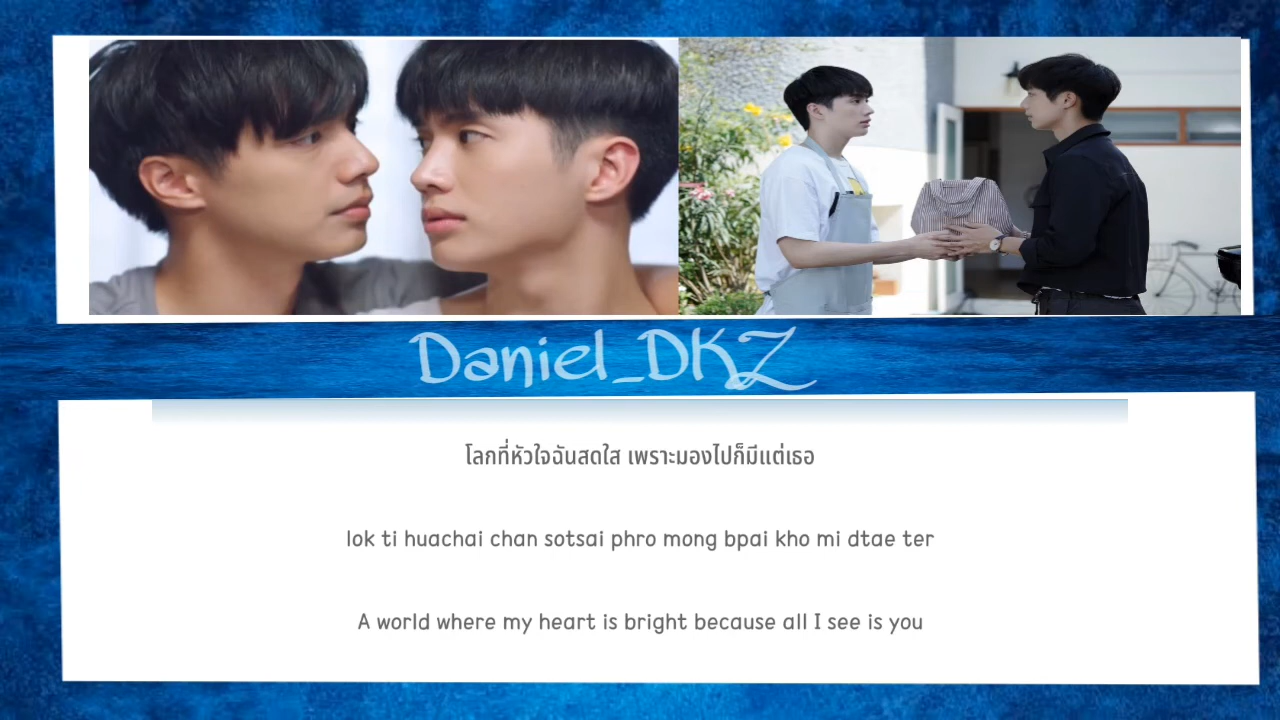 Daniel_DKZ
โลกที่หัวใจฉันสดใส เพราะมองไปก็มีแต่เธอ
lok ti huachai chan sotsai phro mong bpai kho mi dtae ter
A world where my heart is bright because all I see is you